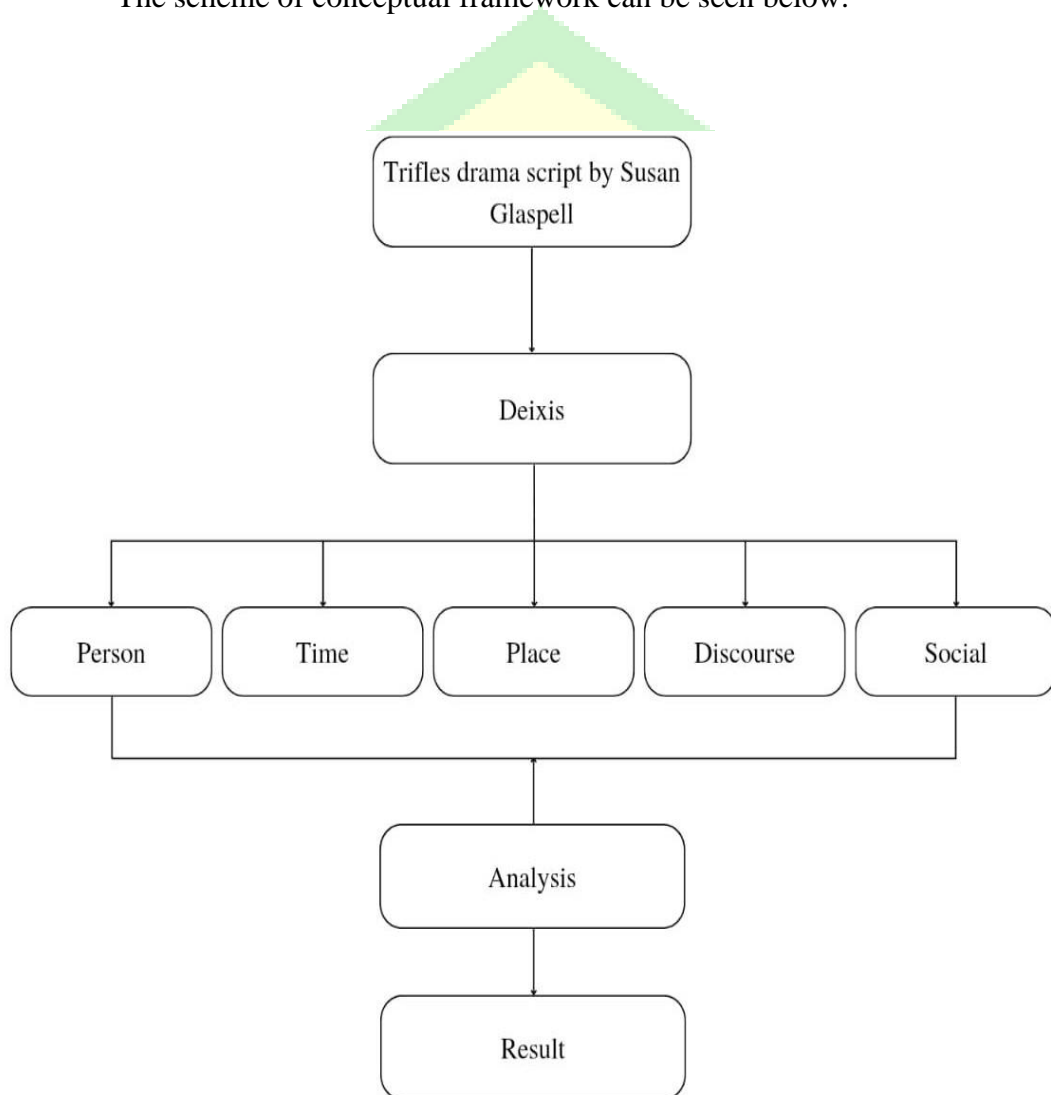 The scheme of conceptual framework can be seen below:
Trifles drama script by Susan
Glaspell
Deixis
Person
Time
Place
Discourse
Social
Analysis
Result